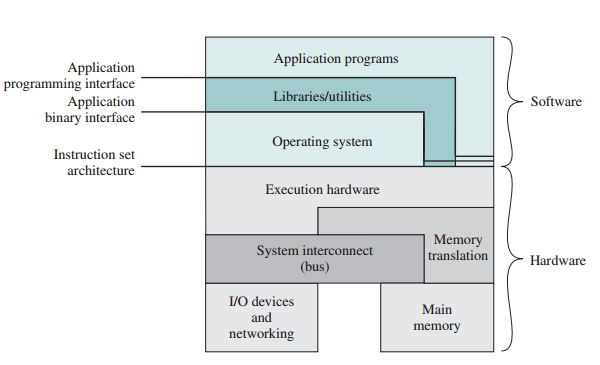 Application programs
Application
programming interface
Libraries/utilities
Software
Application
binary interface
Operating system
Instruction set
architecture
Execution hardware
Memory
translation
System interconnect
(bus)
Hardware
I/O devices
and
networking
Main
memory